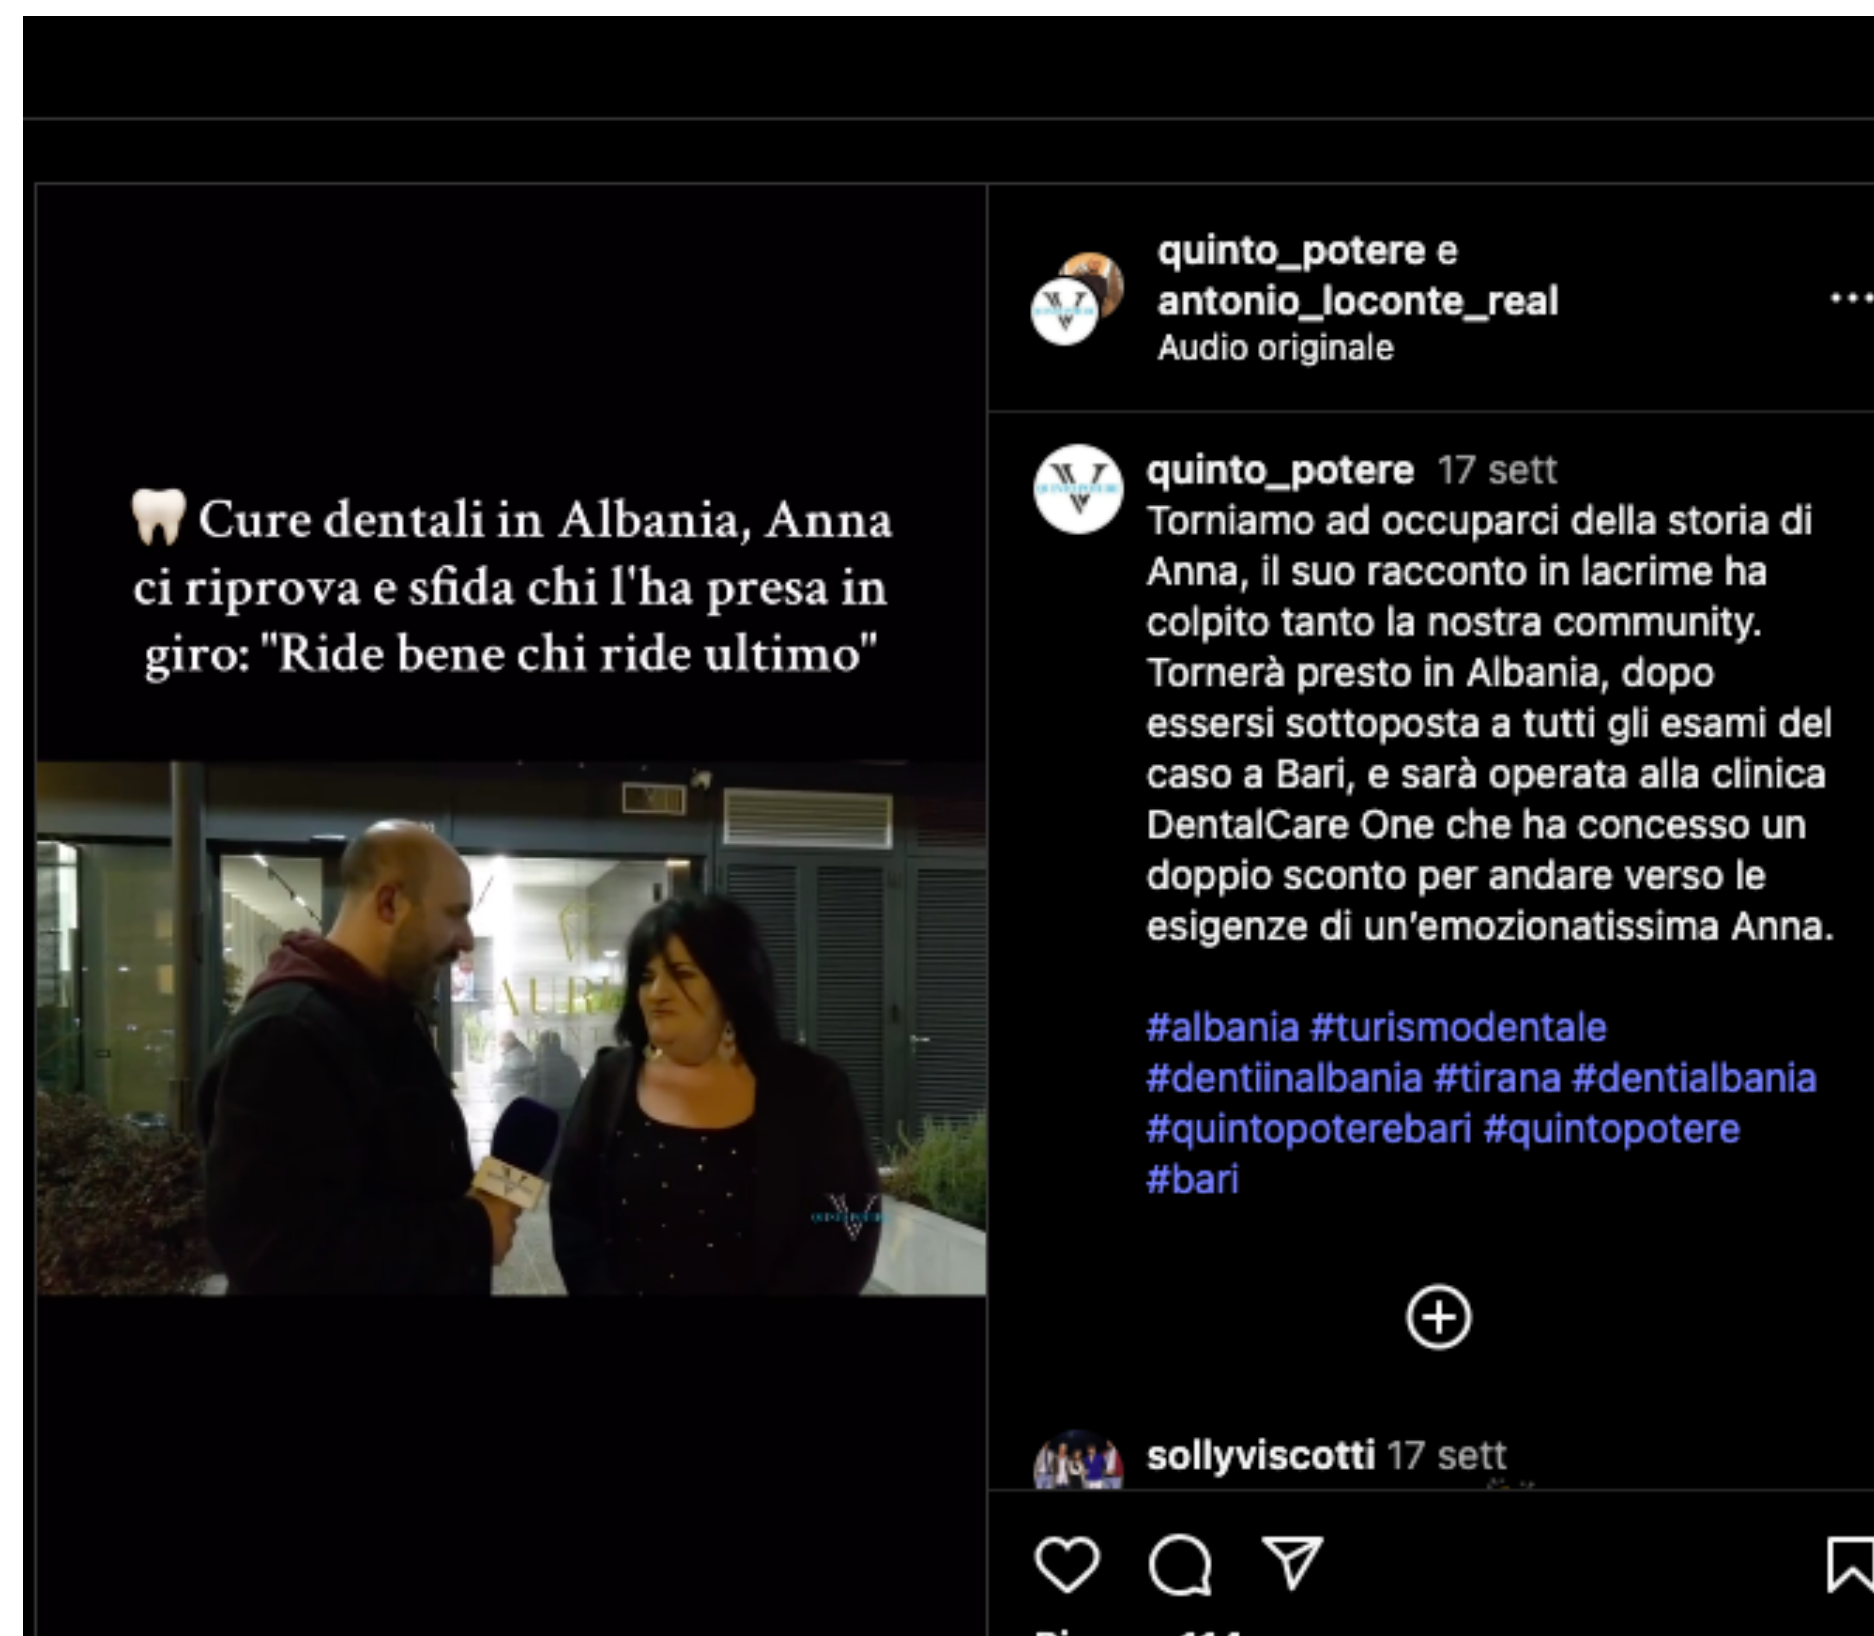 🦷 Cure dentali in Albania, Anna
ci riprova e sfida chi l'ha presa in
giro: "Ride bene chi ride ultimo"
quinto_potere e
antonio_loconte_real
Audio originale
quinto_potere 17 sett
Torniamo ad occuparci della storia di
Anna, il suo racconto in lacrime ha
colpito tanto la nostra community.
Tornerà presto in Albania, dopo
essersi sottoposta a tutti gli esami del
caso a Bari, e sarà operata alla clinica
DentalCare One che ha concesso un
doppio sconto per andare verso le
esigenze di un'emozionatissima Anna.
#albania #turismodentale
#dentiinalbania #tirana #dentialbania
#quintopoterebari #quintopotere
#bari
sollyviscotti 17 sett